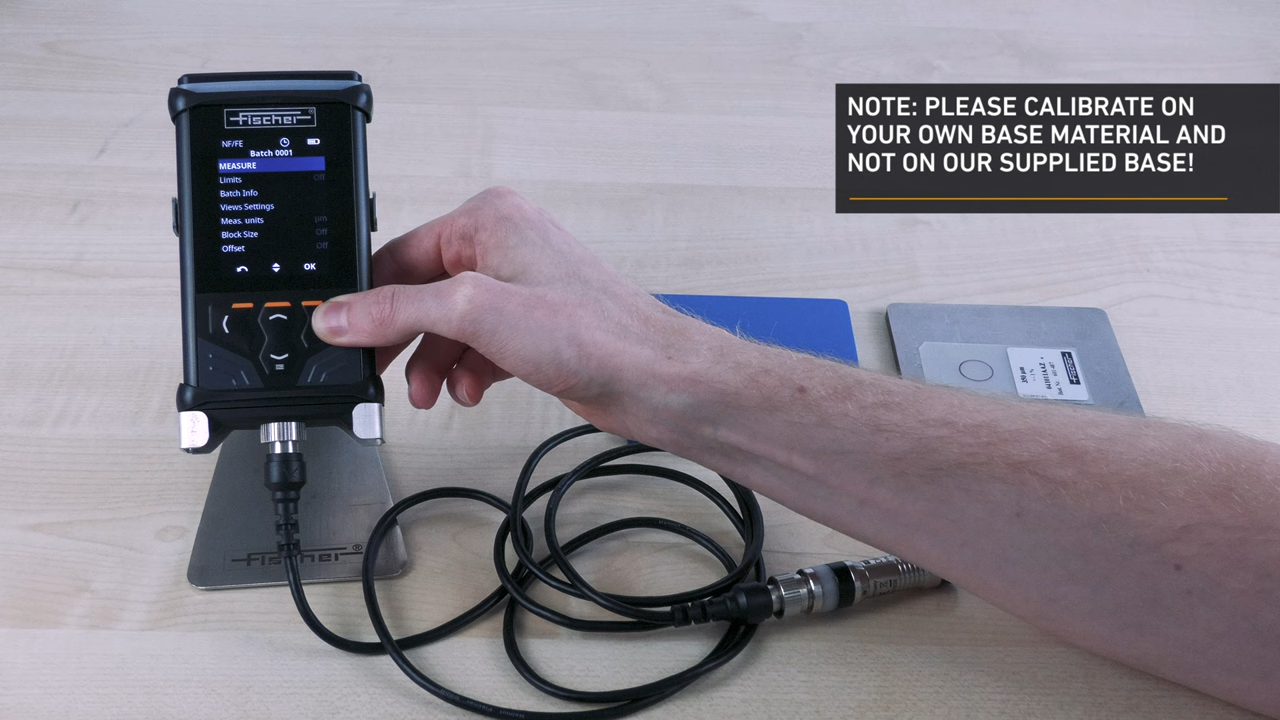 Fischer®
NF/FE
Batch 0001
MEASURE
Limits Off
Batch Info
Views Settings
Meas. units µm
Block Size Off
Offset Off
OK
NOTE: PLEASE CALIBRATE ON
YOUR OWN BASE MATERIAL AND
NOT ON OUR SUPPLIED BASE!
Fischer®